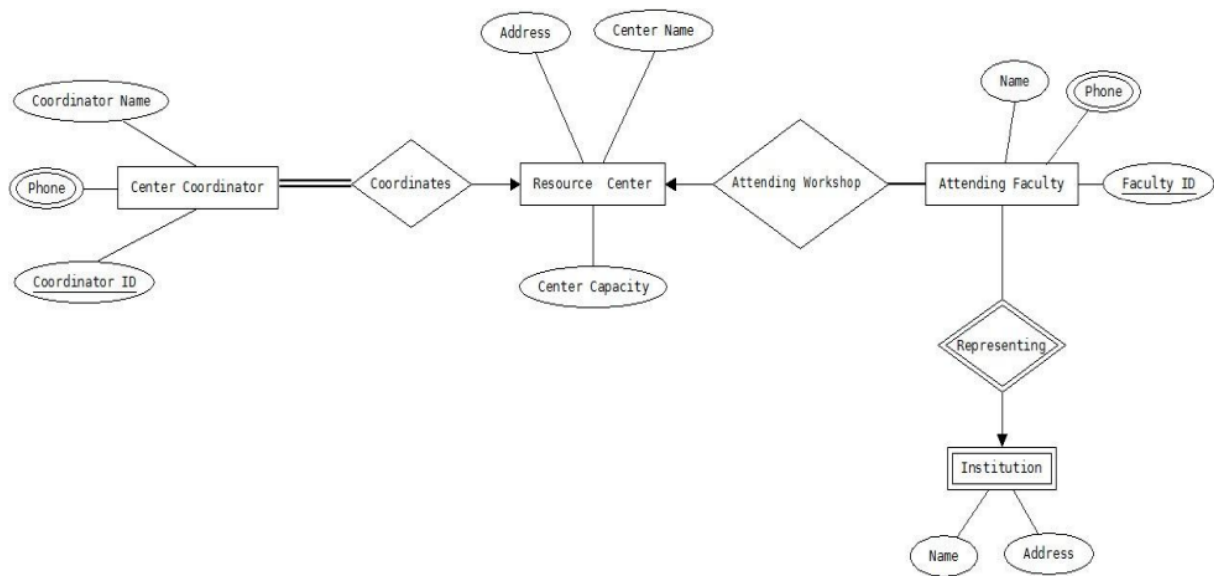 Address
Center Name
Name
Phone
Coordinator Name
Phone
Center Coordinator
Coordinates
Resource Center
Attending Workshop
Attending Faculty
Faculty ID
Coordinator ID
Center Capacity
Representing
Institution
Name
Address